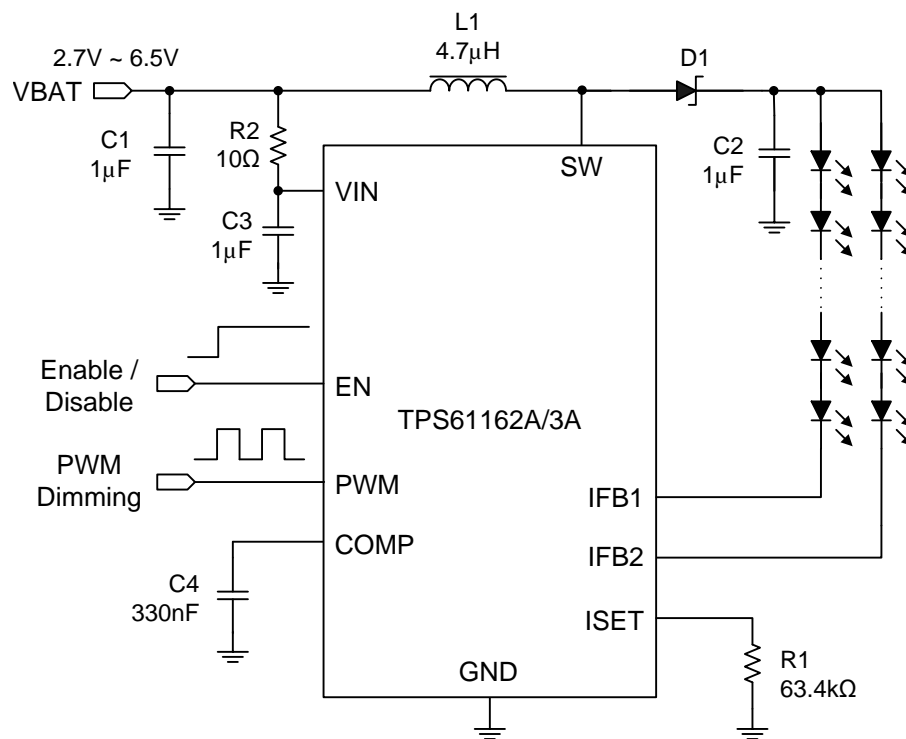 L1
4.7μH
D1
2.7V ~ 6.5V
VBAT
C1
1μF
R2
10Ω
C2
1μF
SW
VIN
C3
1μF
Enable /
Disable
EN
TPS61162A/3A
PWM
Dimming
PWM
IFB1
COMP
IFB2
C4
330nF
ISET
R1
63.4kΩ
GND